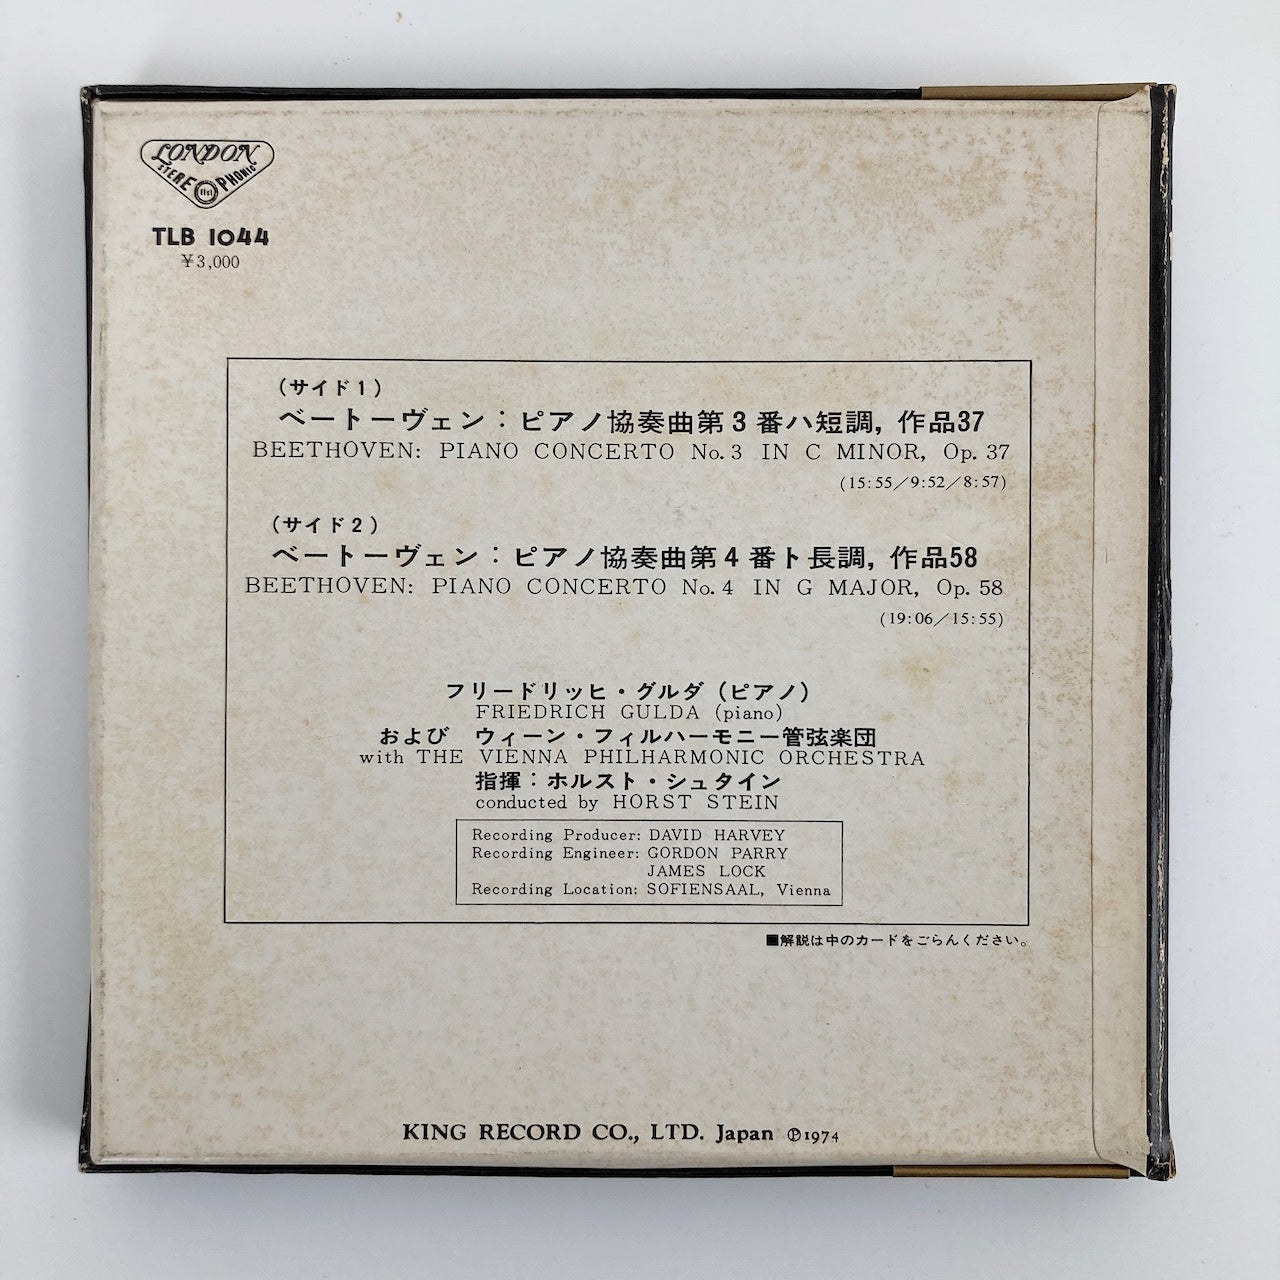 LONDON
STEREOPHONIC
ffss
TLB 1044
¥3,000
(サイド1)
ベートーヴェン:ピアノ協奏曲第3番ハ短調,作品37
BEETHOVEN: PIANO CONCERTO No.3 IN C MINOR, Op. 37
(15:55/9:52/8:57)
(サイド2)
ベートーヴェン:ピアノ協奏曲第4番ト長調,作品58
BEETHOVEN: PIANO CONCERTO No.4 IN G MAJOR, Op. 58
(19:06/15:55)
フリードリッヒ・グルダ(ピアノ)
FRIEDRICH GULDA (piano)
および ウィーン・フィルハーモニー管弦楽団
with THE VIENNA PHILHARMONIC ORCHESTRA
指揮:ホルスト・シュタイン
conducted by HORST STEIN
Recording Producer: DAVID HARVEY
Recording Engineer: GORDON PARRY
JAMES LOCK
Recording Location: SOFIENSAAL, Vienna
■解説は中のカードをごらんください。
KING RECORD CO., LTD. Japan ℗1974